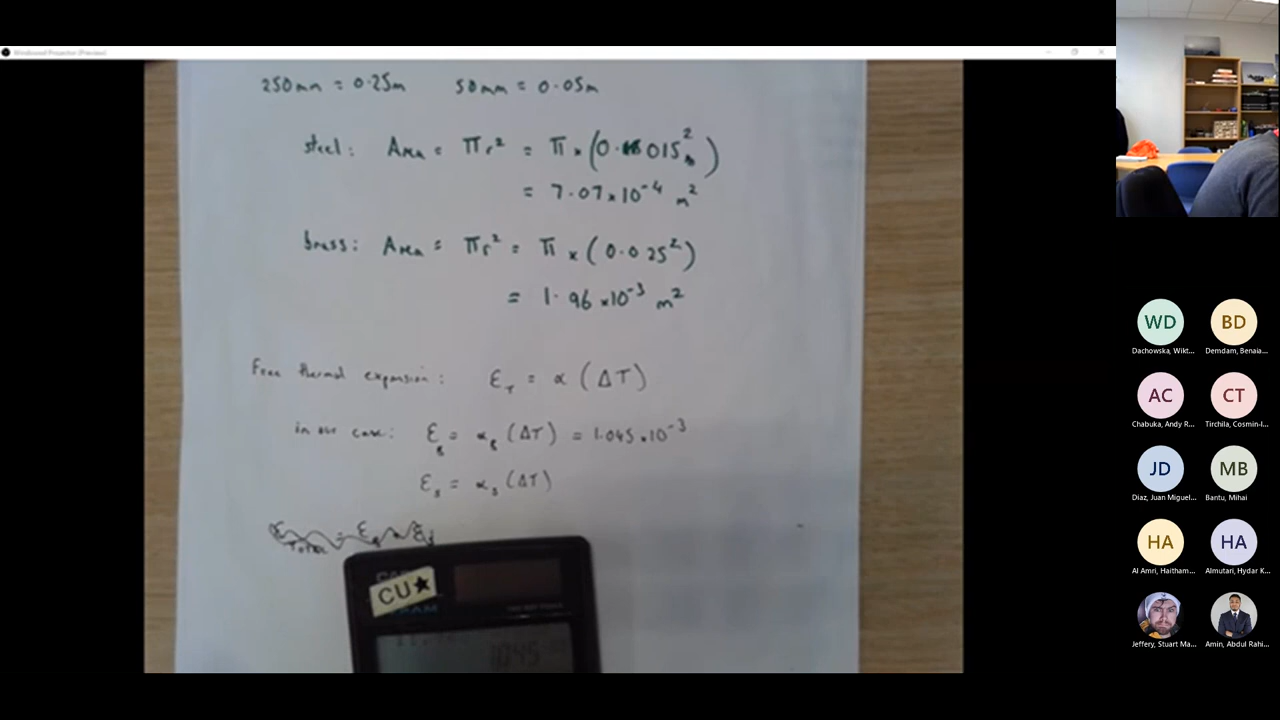 Windowed Projector (Preview)
250mm = 0.25m 50mm = 0.05m
steel: Area = πr² = π × (0.015²)
= 7.07×10⁻⁴ m²
brass: Area = πr² = π × (0.025²)
= 1.96×10⁻³ m²
Free thermal expansion: ε_T = α (ΔT)
in our case: ε_B = α_B (ΔT) = 1.045×10⁻³
ε_s = α_s (ΔT)
CU★
1045
WD
Dachowska, Wikt...
BD
Demdam, Benaia...
AC
Chabuka, Andy R...
CT
Tirchila, Cosmin-I...
JD
Diaz, Juan Miguel...
MB
Bantu, Mihai
HA
Al Amri, Haitham...
HA
Almutari, Hydar K...
Jeffery, Stuart Ma...
Amin, Abdul Rahi...